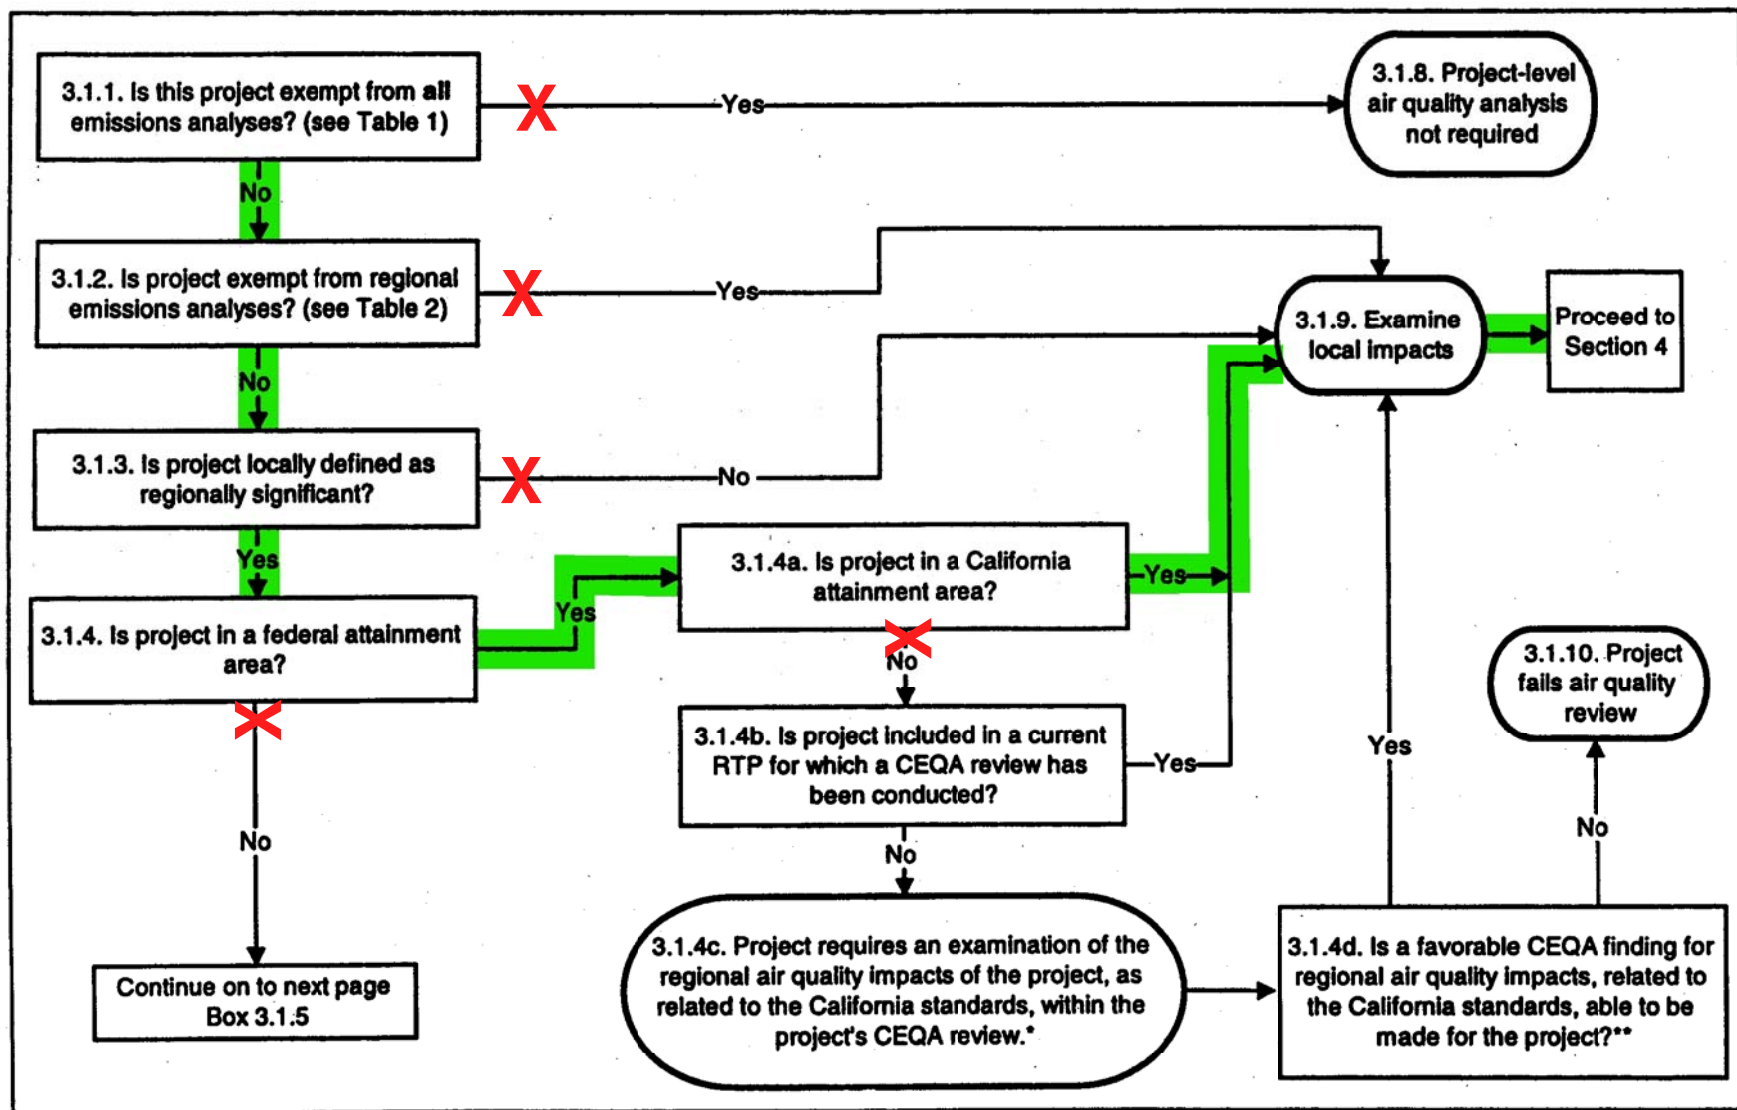 3.1.1. Is this project exempt from all
emissions analyses? (see Table 1)
X
Yes
3.1.8. Project-level
air quality analysis
not required
No
3.1.2. Is project exempt from regional
emissions analyses? (see Table 2)
X
Yes
3.1.9. Examine
local impacts
Proceed to
Section 4
No
3.1.3. Is project locally defined as
regionally significant?
X
No
Yes
3.1.4. Is project in a federal attainment
area?
Yes
3.1.4a. Is project in a California
attainment area?
Yes
X
No
X
No
3.1.4b. Is project included in a current
RTP for which a CEQA review has
been conducted?
Yes
No
3.1.10. Project
fails air quality
review
Yes
No
Continue on to next page
Box 3.1.5
3.1.4c. Project requires an examination of the
regional air quality impacts of the project, as
related to the California standards, within the
project's CEQA review.*
3.1.4d. Is a favorable CEQA finding for
regional air quality impacts, related to
the California standards, able to be
made for the project?**